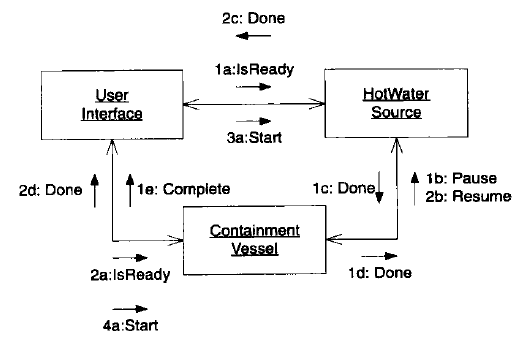 2c: Done
1a:IsReady
User
Interface
HotWater
Source
3a:Start
2d: Done
1e: Complete
1c: Done
1b: Pause
2b: Resume
Containment
Vessel
2a:IsReady
1d: Done
4a:Start